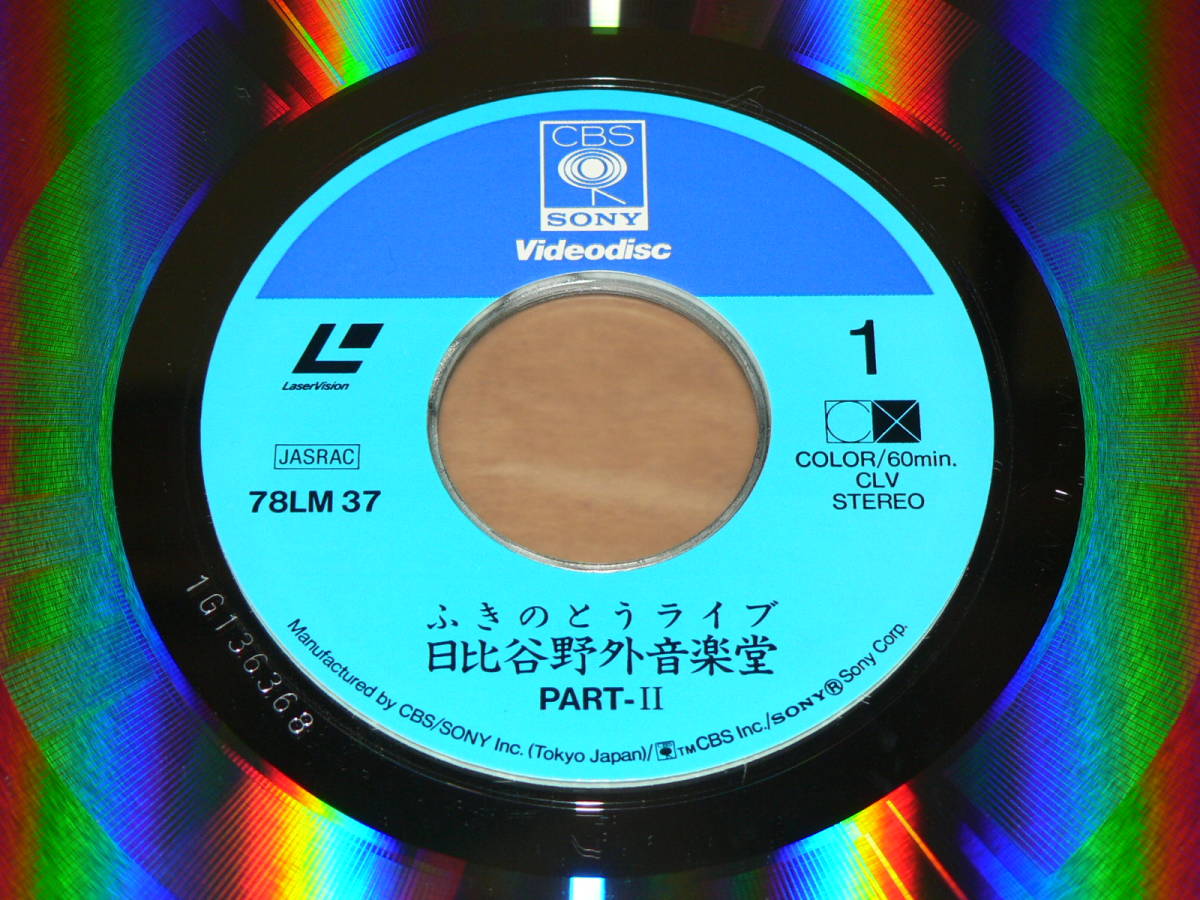 CBS
SONY
Videodisc
LaserVision
1
CX
JASRAC
78LM 37
COLOR/60min.
CLV
STEREO
ふきのとうライブ
日比谷野外音楽堂
PART-II
Manufactured by CBS/SONY Inc. (Tokyo Japan)/ ™ CBS Inc./SONY® Sony Corp.
1G136368